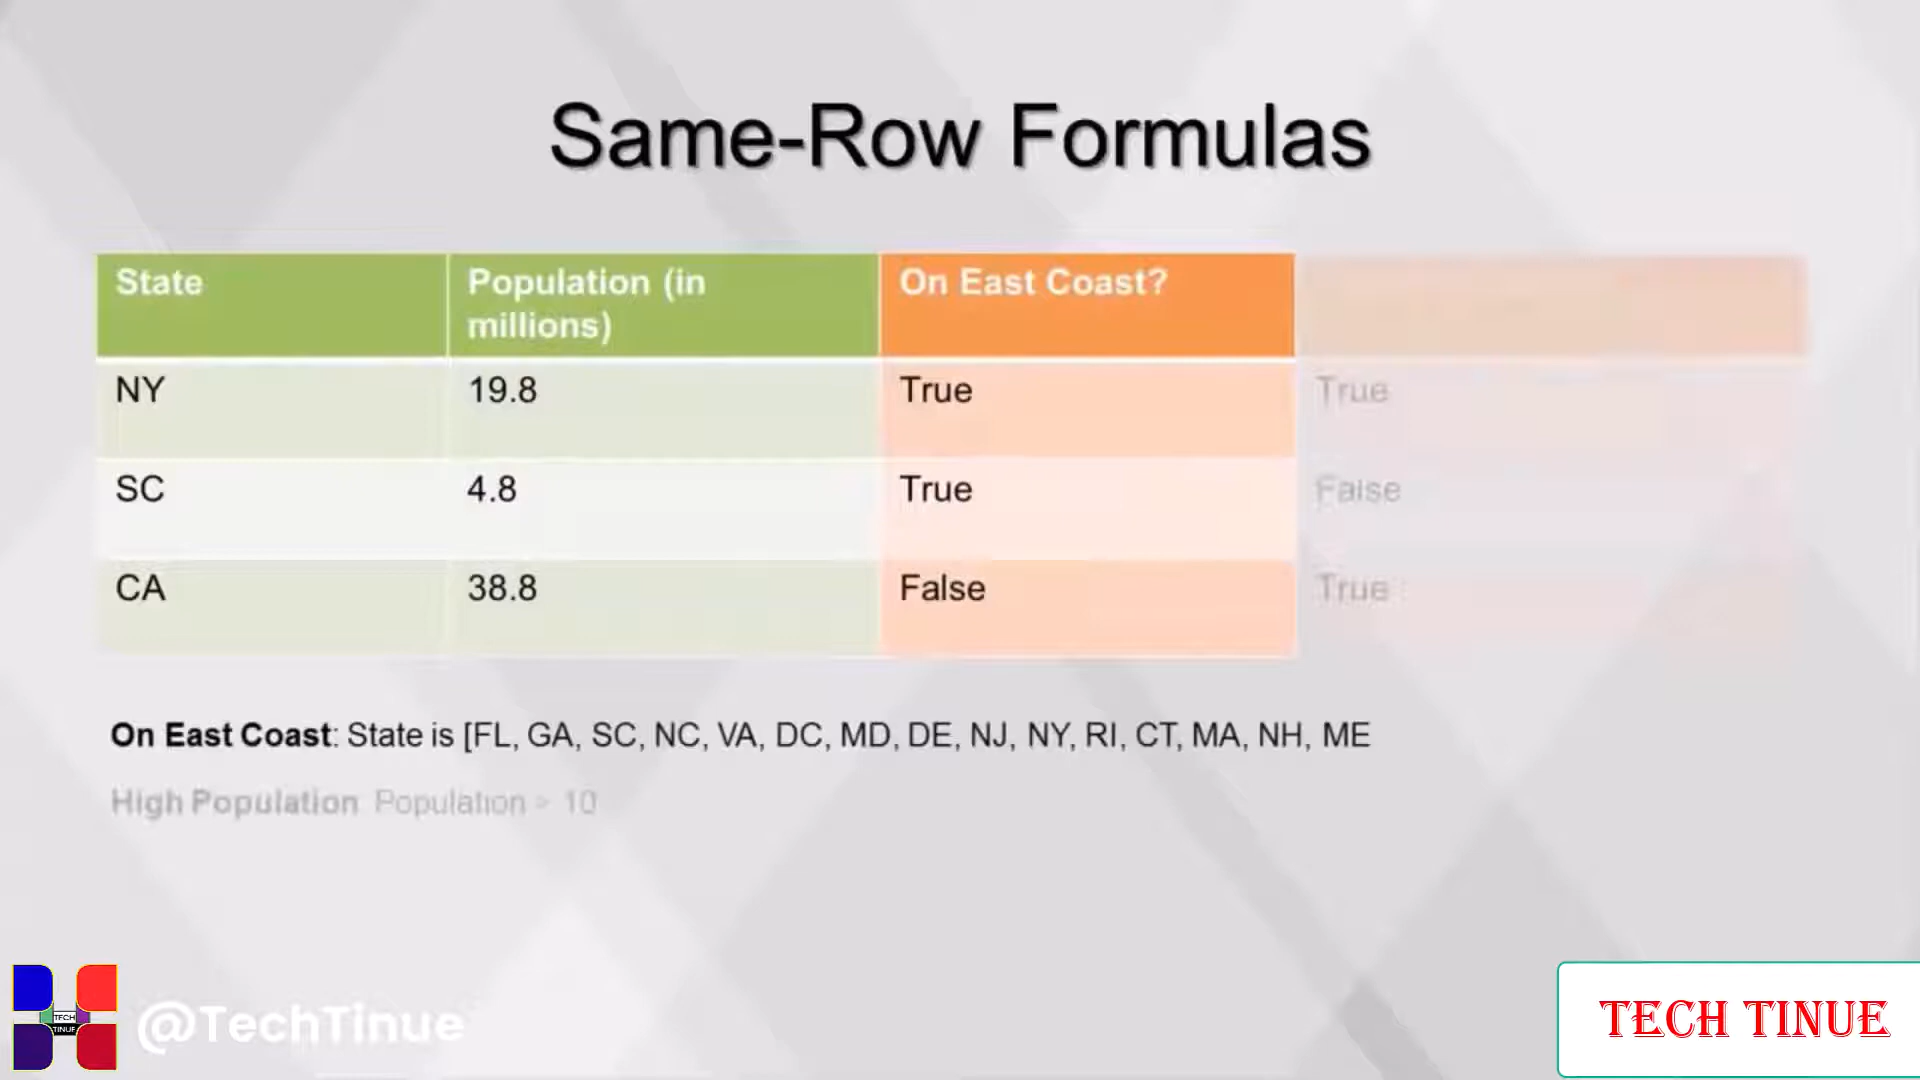 Same-Row Formulas
State Population (in millions) On East Coast?
NY 19.8 True True
SC 4.8 True False
CA 38.8 False True
On East Coast: State is [FL, GA, SC, NC, VA, DC, MD, DE, NJ, NY, RI, CT, MA, NH, ME
High Population Population > 10
TECH
TINUE
@TechTinue
TECH TINUE